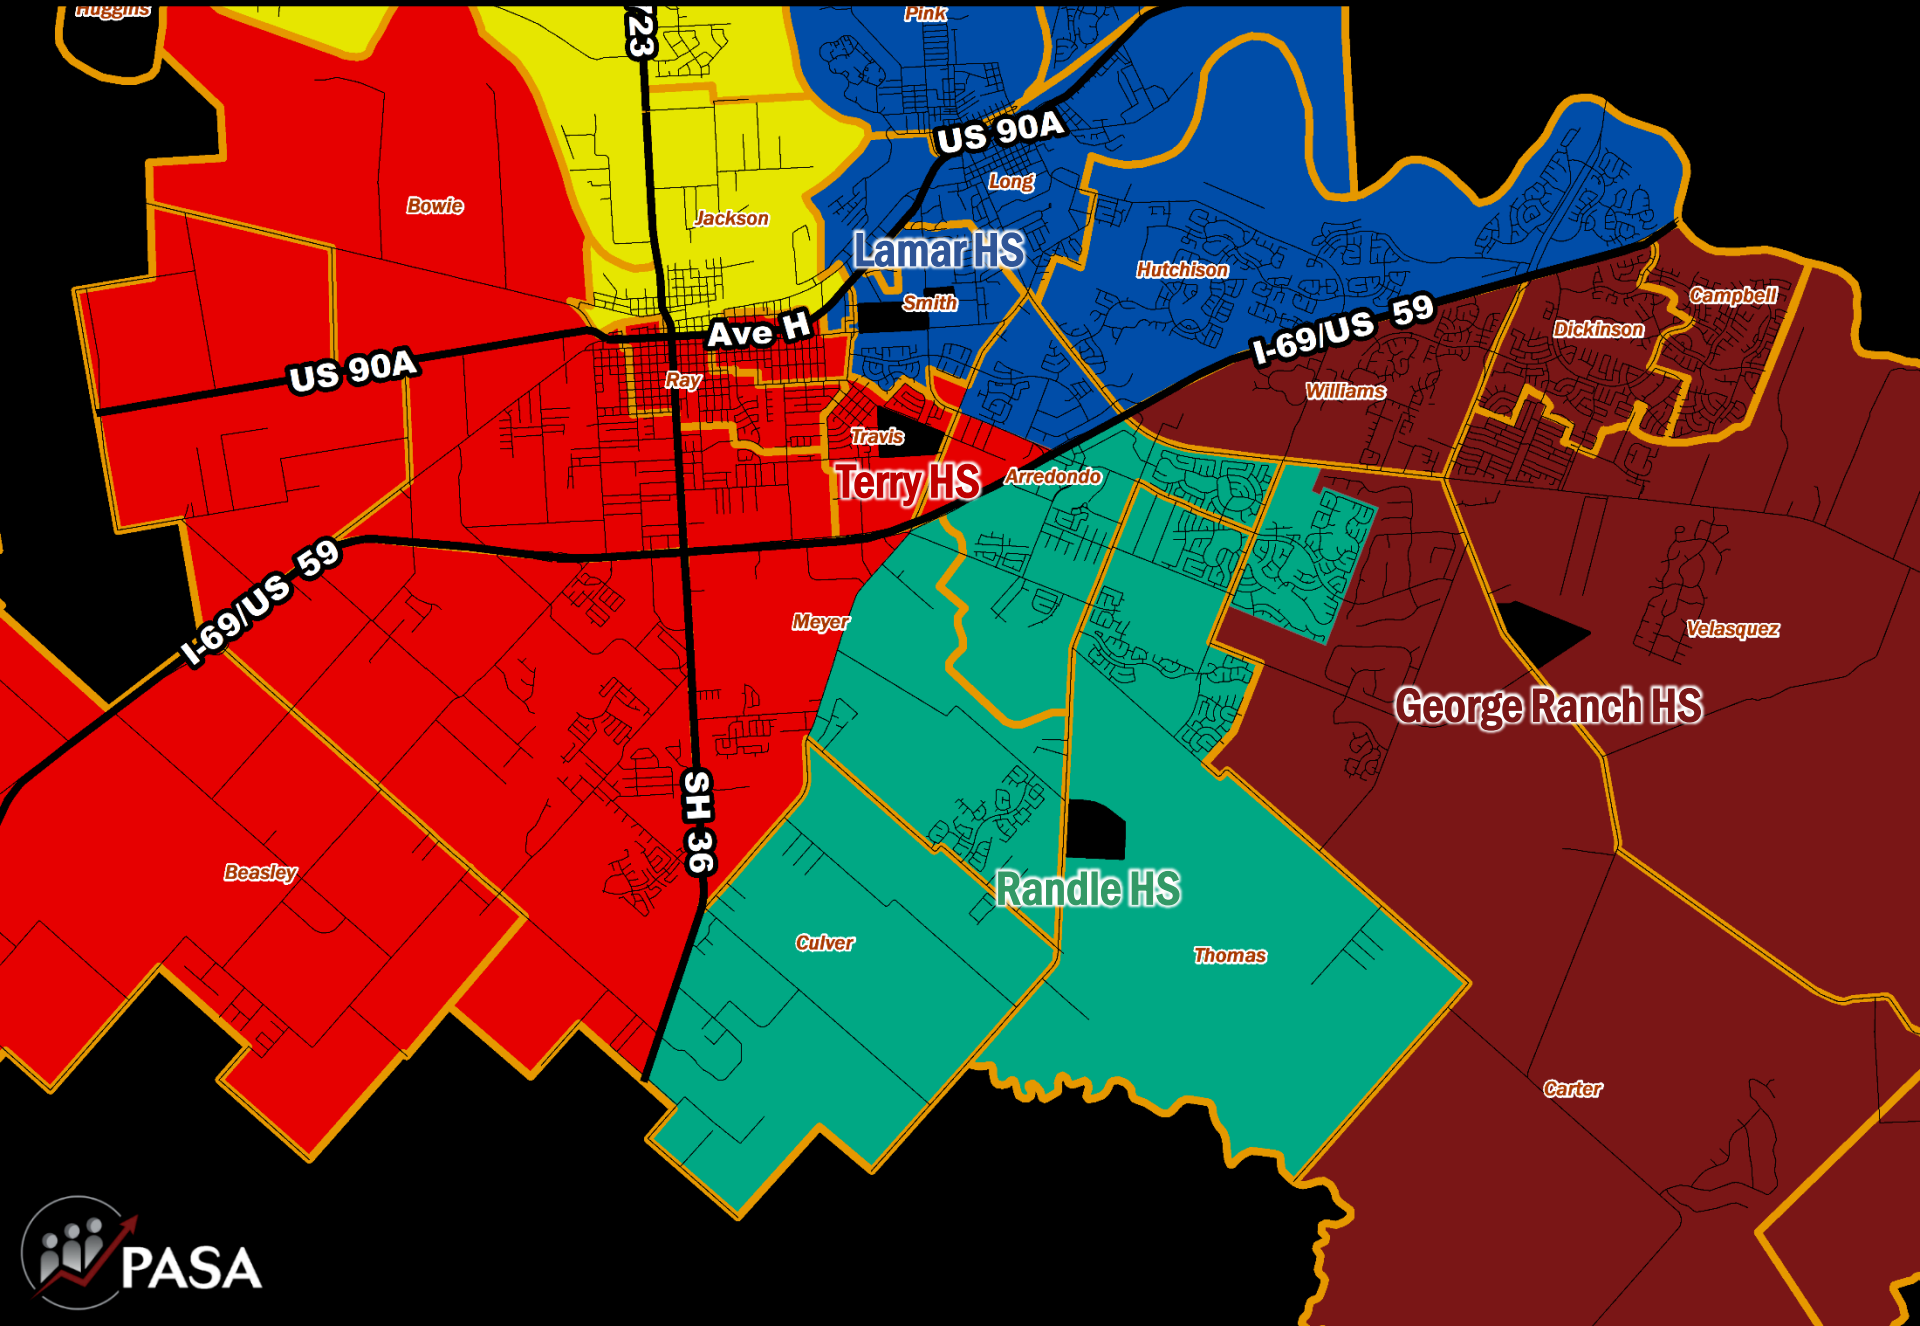 Huggins
723
Pink
US 90A
Long
Bowie
Jackson
Lamar HS
Hutchison
Smith
Campbell
Dickinson
Ave H
I-69/US 59
US 90A
Ray
Williams
Travis
Terry HS
Arredondo
I-69/US 59
Meyer
Velasquez
George Ranch HS
SH 36
Beasley
Randle HS
Culver
Thomas
Carter
PASA